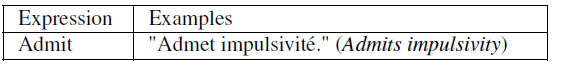 Expression Examples
Admit "Admet impulsivité." (Admits impulsivity)